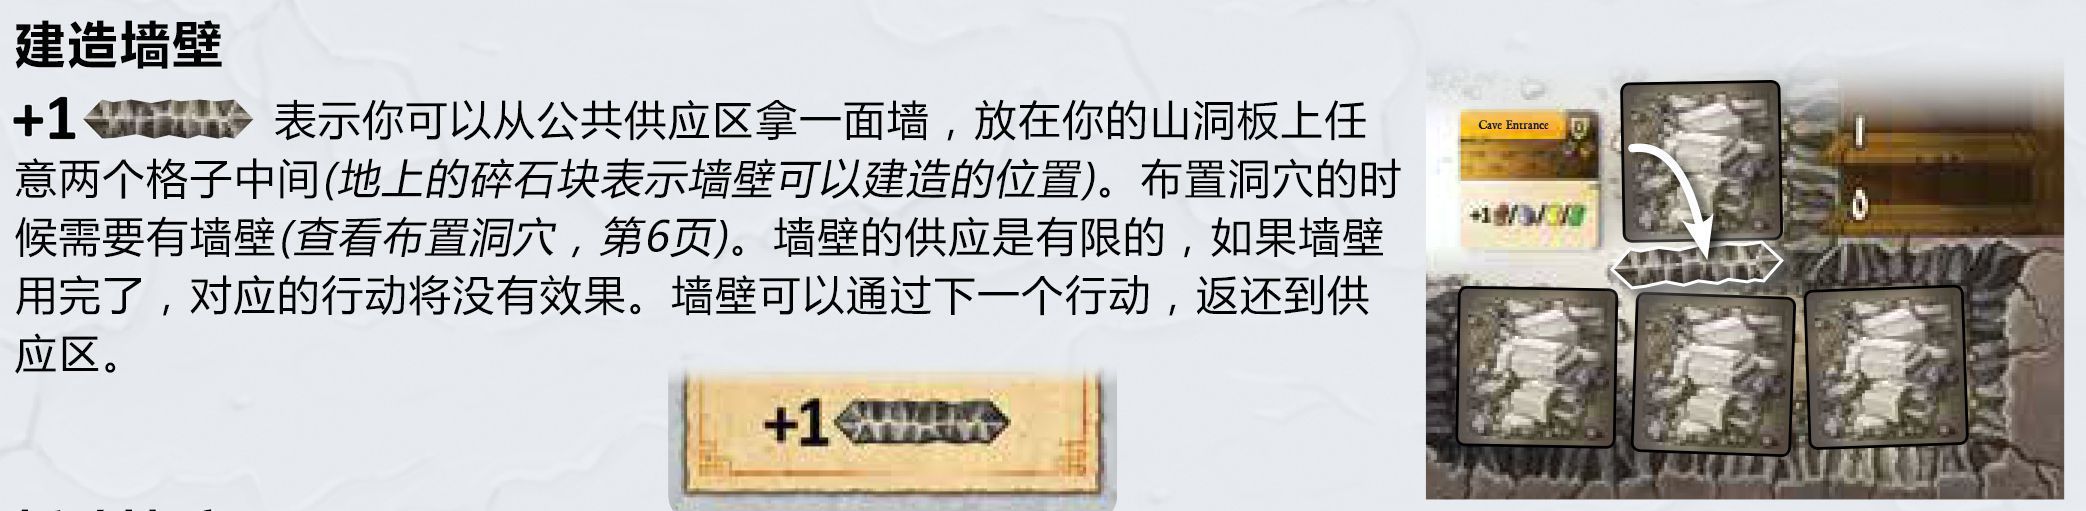 建造墙壁
+1 表示你可以从公共供应区拿一面墙，放在你的山洞板上任
意两个格子中间(地上的碎石块表示墙壁可以建造的位置)。布置洞穴的时
候需要有墙壁(查看布置洞穴，第6页)。墙壁的供应是有限的，如果墙壁
用完了，对应的行动将没有效果。墙壁可以通过下一个行动，返还到供
应区。
+1
Cave Entrance
0
+1 / / /
1
0